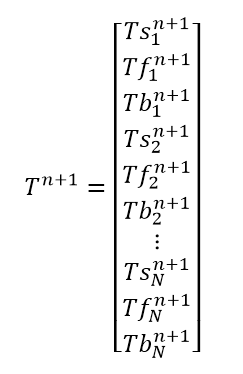 Ts_1^{n+1}
Tf_1^{n+1}
Tb_1^{n+1}
Ts_2^{n+1}
T^{n+1} = Tf_2^{n+1}
Tb_2^{n+1}
⋮
Ts_N^{n+1}
Tf_N^{n+1}
Tb_N^{n+1}